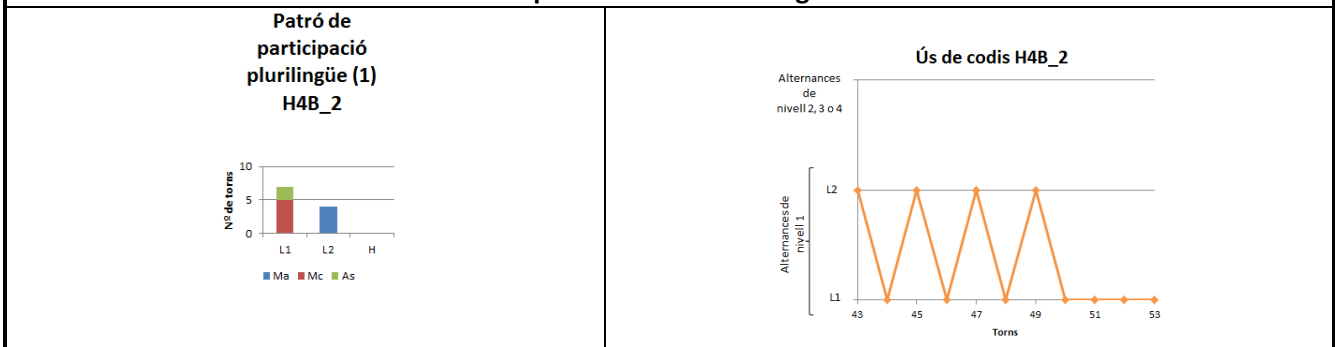 Patró de
participació
plurilingüe (1)
H4B_2
10
5
0
Nº de torns
L1 L2 H
Ma Mc As
Ús de codis H4B_2
Alternances
de
nivell 2, 3 o 4
L2
L1
Alternances de
nivell 1
43 45 47 49 51 53
Torns